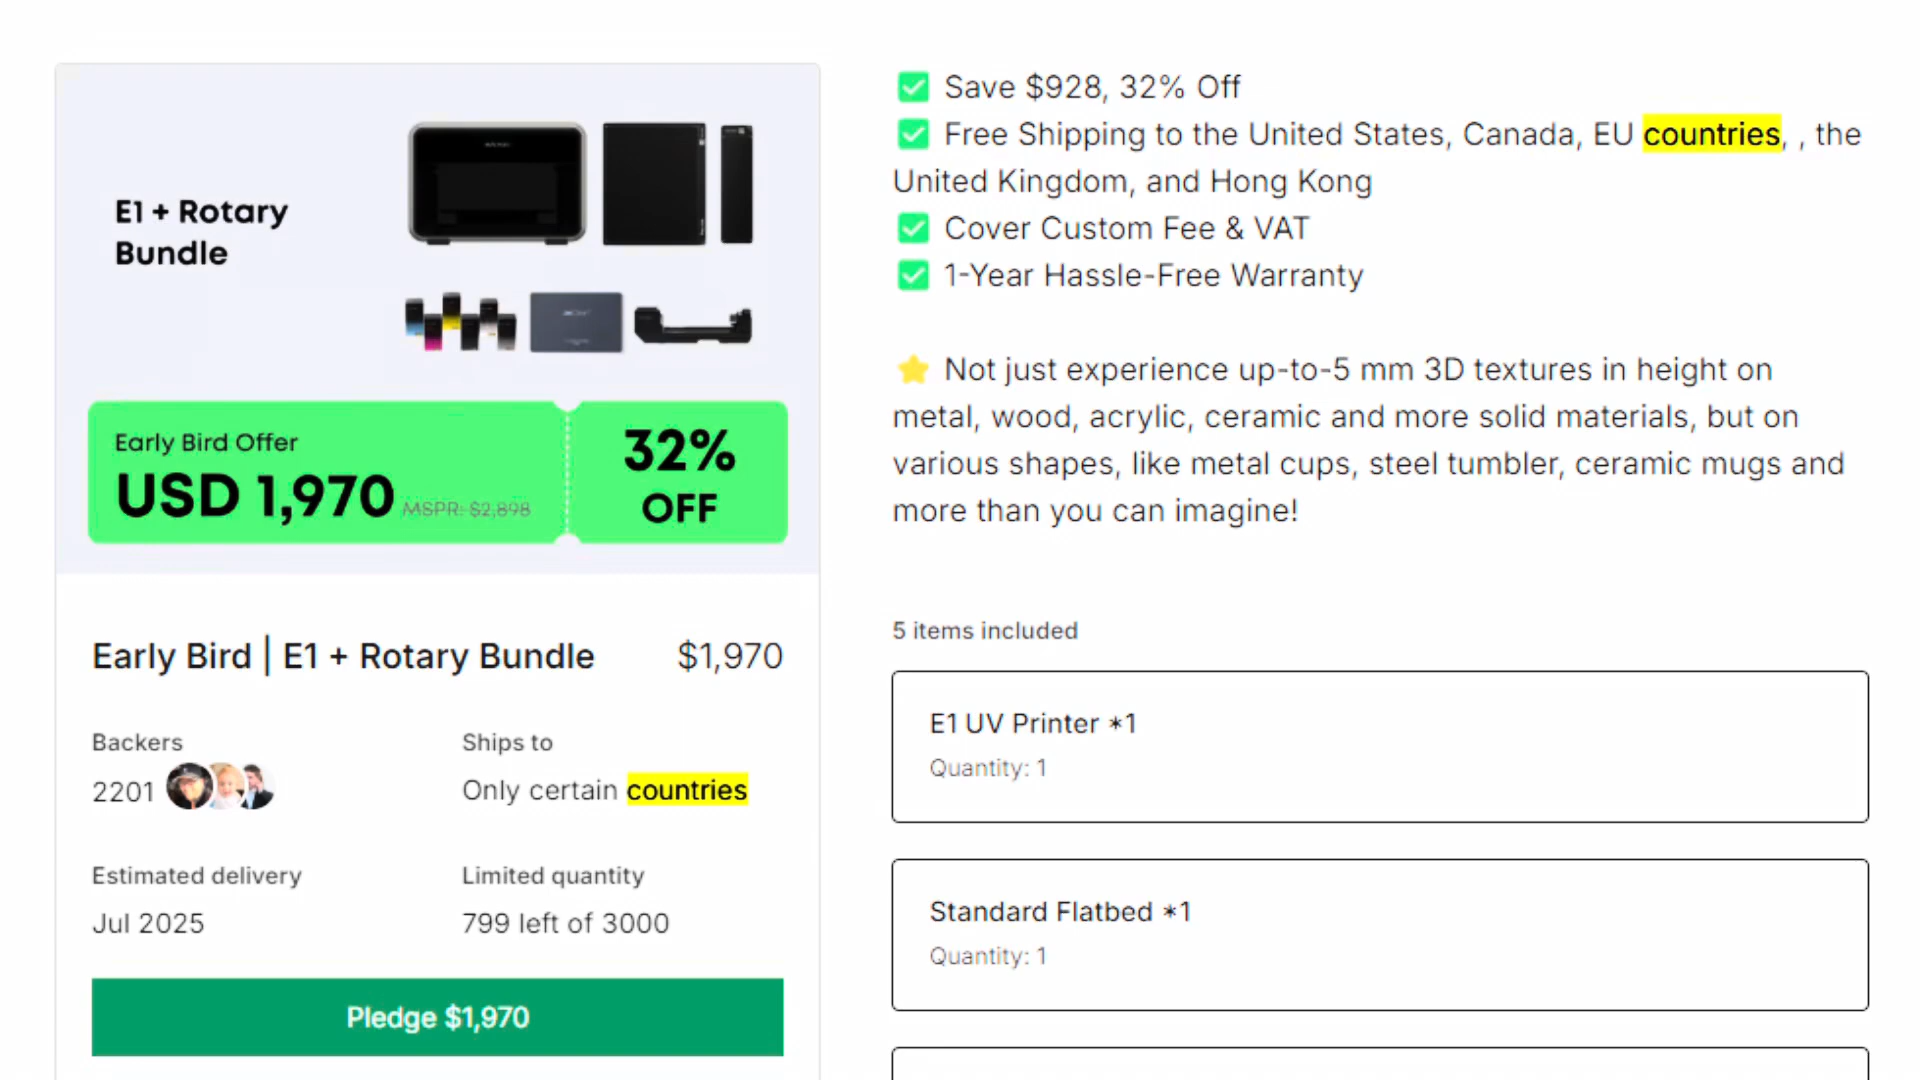 E1 + Rotary
Bundle
Early Bird Offer
USD 1,970 MSPR: $2,898
32%
OFF
Early Bird | E1 + Rotary Bundle $1,970
Backers
2201
Ships to
Only certain countries
Estimated delivery
Jul 2025
Limited quantity
799 left of 3000
Pledge $1,970
✅ Save $928, 32% Off
✅ Free Shipping to the United States, Canada, EU countries, , the
United Kingdom, and Hong Kong
✅ Cover Custom Fee & VAT
✅ 1-Year Hassle-Free Warranty
⭐ Not just experience up-to-5 mm 3D textures in height on
metal, wood, acrylic, ceramic and more solid materials, but on
various shapes, like metal cups, steel tumbler, ceramic mugs and
more than you can imagine!
5 items included
E1 UV Printer *1
Quantity: 1
Standard Flatbed *1
Quantity: 1